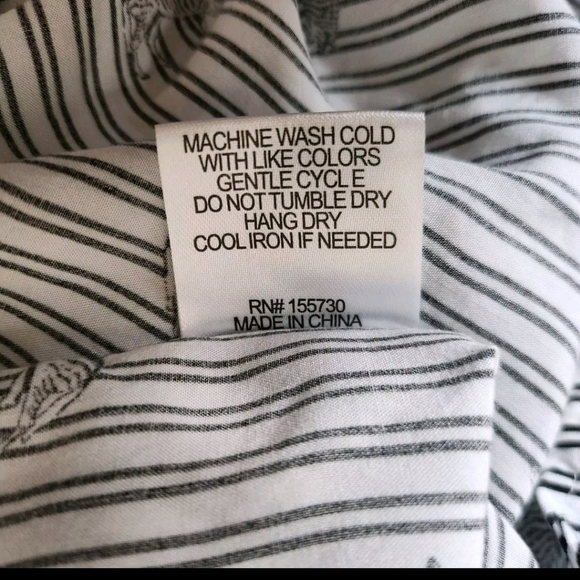 MACHINE WASH COLD
WITH LIKE COLORS
GENTLE CYCLE
DO NOT TUMBLE DRY
HANG DRY
COOL IRON IF NEEDED
RN# 155730
MADE IN CHINA